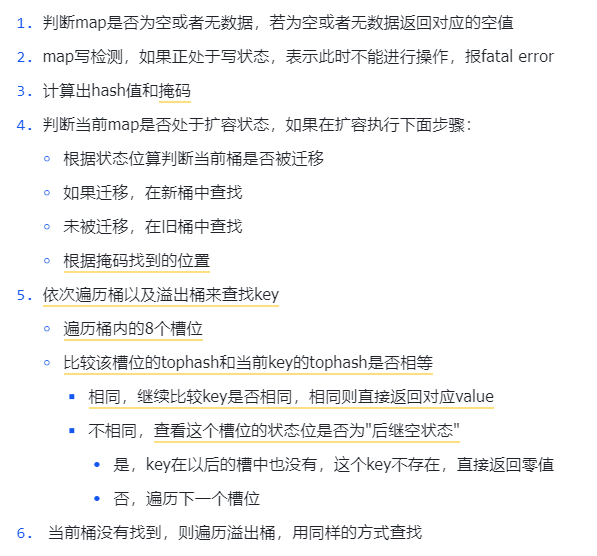 1. 判断map是否为空或者无数据，若为空或者无数据返回对应的空值
2. map写检测，如果正处于写状态，表示此时不能进行操作，报fatal error
3. 计算出hash值和掩码
4. 判断当前map是否处于扩容状态，如果在扩容执行下面步骤：
◦ 根据状态位算判断当前桶是否被迁移
◦ 如果迁移，在新桶中查找
◦ 未被迁移，在旧桶中查找
◦ 根据掩码找到的位置
5. 依次遍历桶以及溢出桶来查找key
◦ 遍历桶内的8个槽位
◦ 比较该槽位的tophash和当前key的tophash是否相等
▪ 相同，继续比较key是否相同，相同则直接返回对应value
▪ 不相同，查看这个槽位的状态位是否为"后继空状态"
• 是，key在以后的槽中也没有，这个key不存在，直接返回零值
• 否，遍历下一个槽位
6. 当前桶没有找到，则遍历溢出桶，用同样的方式查找